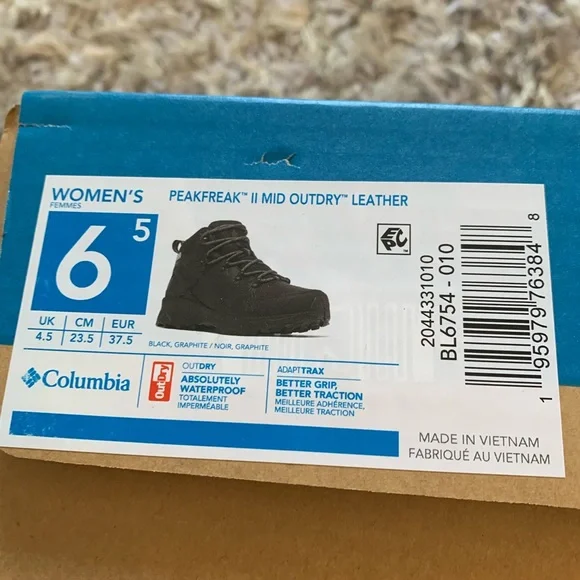 WOMEN'S
FEMMES
PEAKFREAK™ II MID OUTDRY™ LEATHER
6 5
UK CM EUR
4.5 23.5 37.5
BLACK, GRAPHITE / NOIR, GRAPHITE
EPC
2044331010
BL6754 - 010
1 95979 76384 8
Columbia
OutDry
OUTDRY
ABSOLUTELY
WATERPROOF
TOTALEMENT
IMPERMÉABLE
ADAPTTRAX
BETTER GRIP,
BETTER TRACTION
MEILLEURE ADHÉRENCE,
MEILLEURE TRACTION
MADE IN VIETNAM
FABRIQUÉ AU VIETNAM